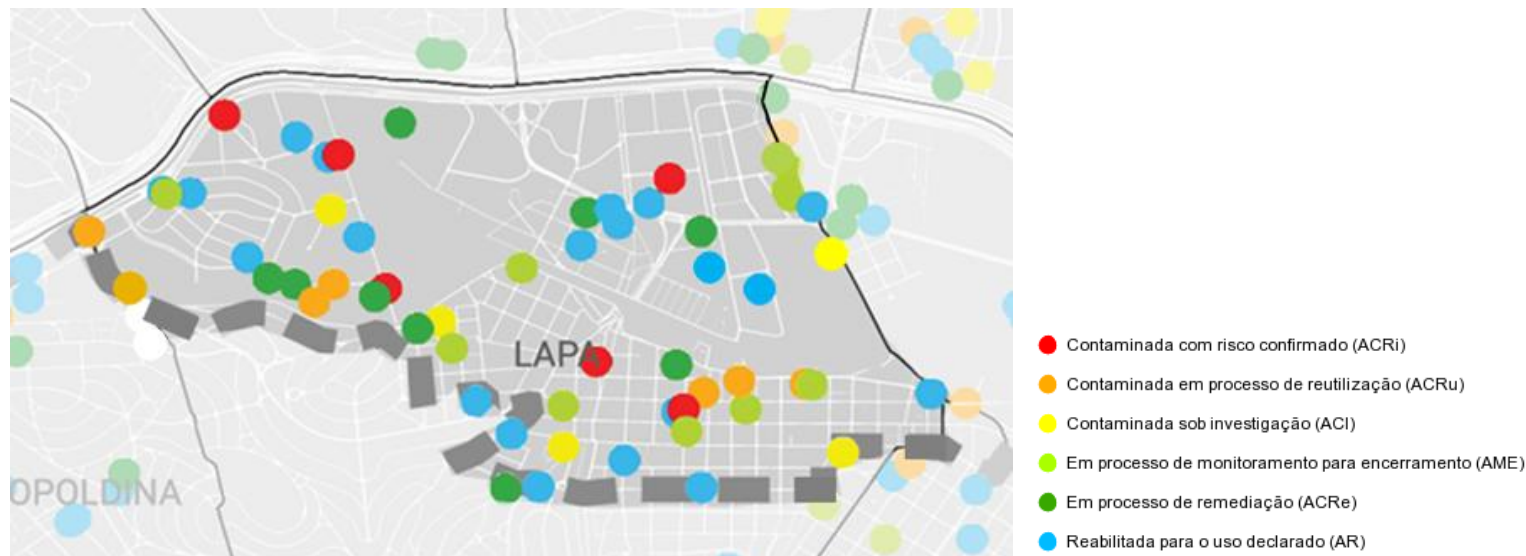 LAPA
Contaminada com risco confirmado (ACRi)
Contaminada em processo de reutilização (ACRu)
Contaminada sob investigação (ACI)
Em processo de monitoramento para encerramento (AME)
OPOLDINA
Em processo de remediação (ACRe)
Reabilitada para o uso declarado (AR)